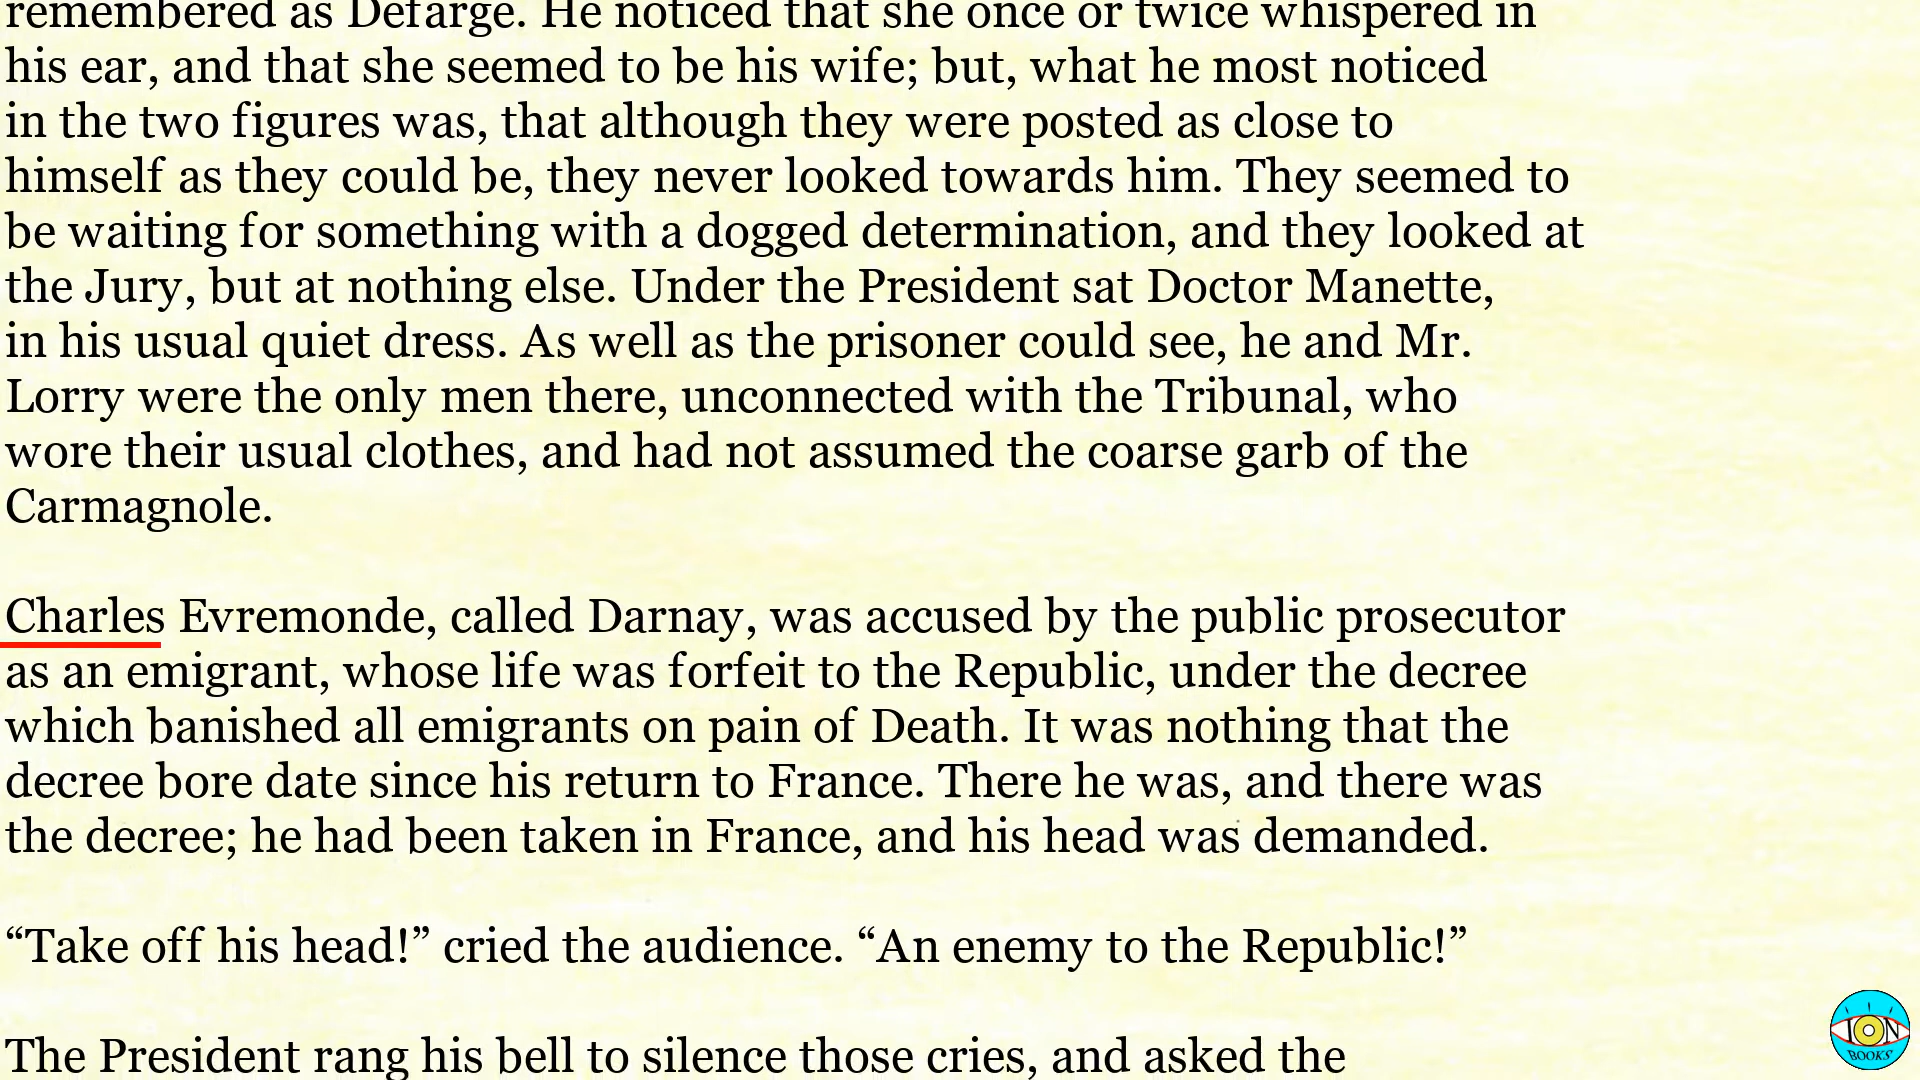 remembered as Defarge. He noticed that she once or twice whispered in
his ear, and that she seemed to be his wife; but, what he most noticed
in the two figures was, that although they were posted as close to
himself as they could be, they never looked towards him. They seemed to
be waiting for something with a dogged determination, and they looked at
the Jury, but at nothing else. Under the President sat Doctor Manette,
in his usual quiet dress. As well as the prisoner could see, he and Mr.
Lorry were the only men there, unconnected with the Tribunal, who
wore their usual clothes, and had not assumed the coarse garb of the
Carmagnole.
Charles Evremonde, called Darnay, was accused by the public prosecutor
as an emigrant, whose life was forfeit to the Republic, under the decree
which banished all emigrants on pain of Death. It was nothing that the
decree bore date since his return to France. There he was, and there was
the decree; he had been taken in France, and his head was demanded.
“Take off his head!” cried the audience. “An enemy to the Republic!”
The President rang his bell to silence those cries, and asked the
ION
BOOKS